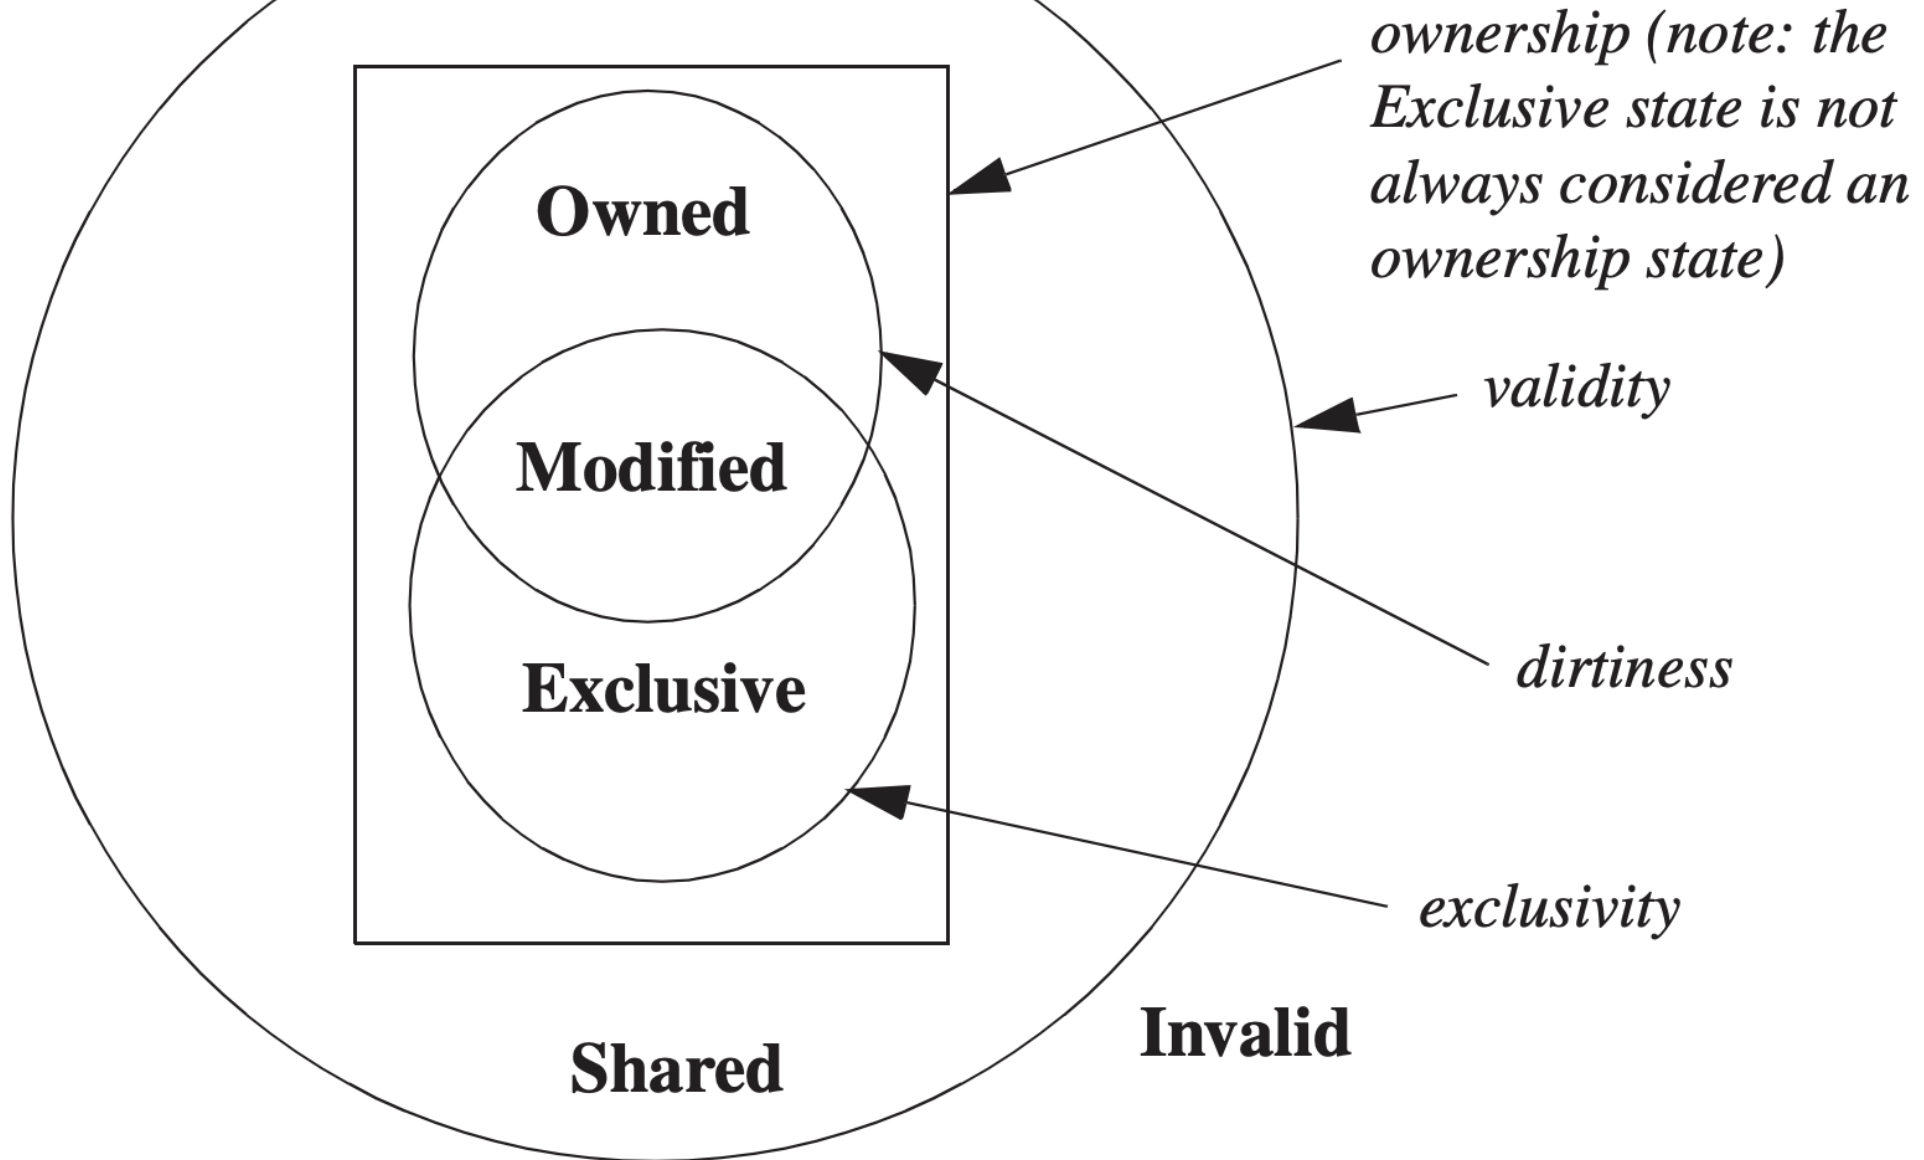 ownership (note: the
Exclusive state is not
always considered an
ownership state)
Owned
validity
Modified
dirtiness
Exclusive
exclusivity
Invalid
Shared